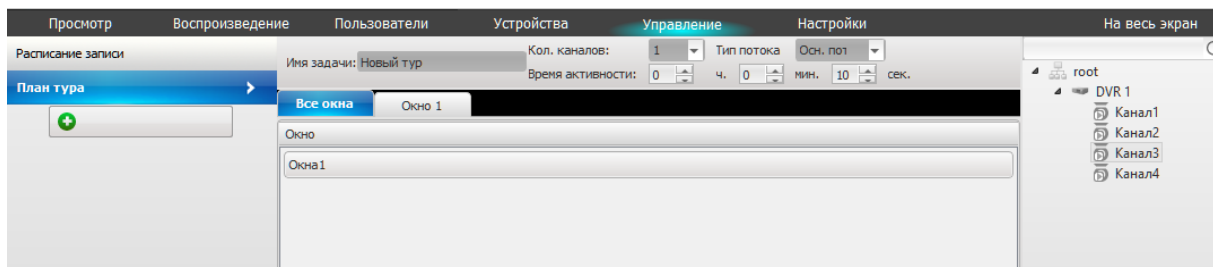 Просмотр Воспроизведение Пользователи Устройства Управление Настройки На весь экран
Расписание записи
План тура
Имя задачи: Новый тур
Кол. каналов: 1 Тип потока Осн. пот
Время активности: 0 ч. 0 мин. 10 сек.
Все окна Окно 1
Окно
Окна1
root
DVR 1
Канал1
Канал2
Канал3
Канал4